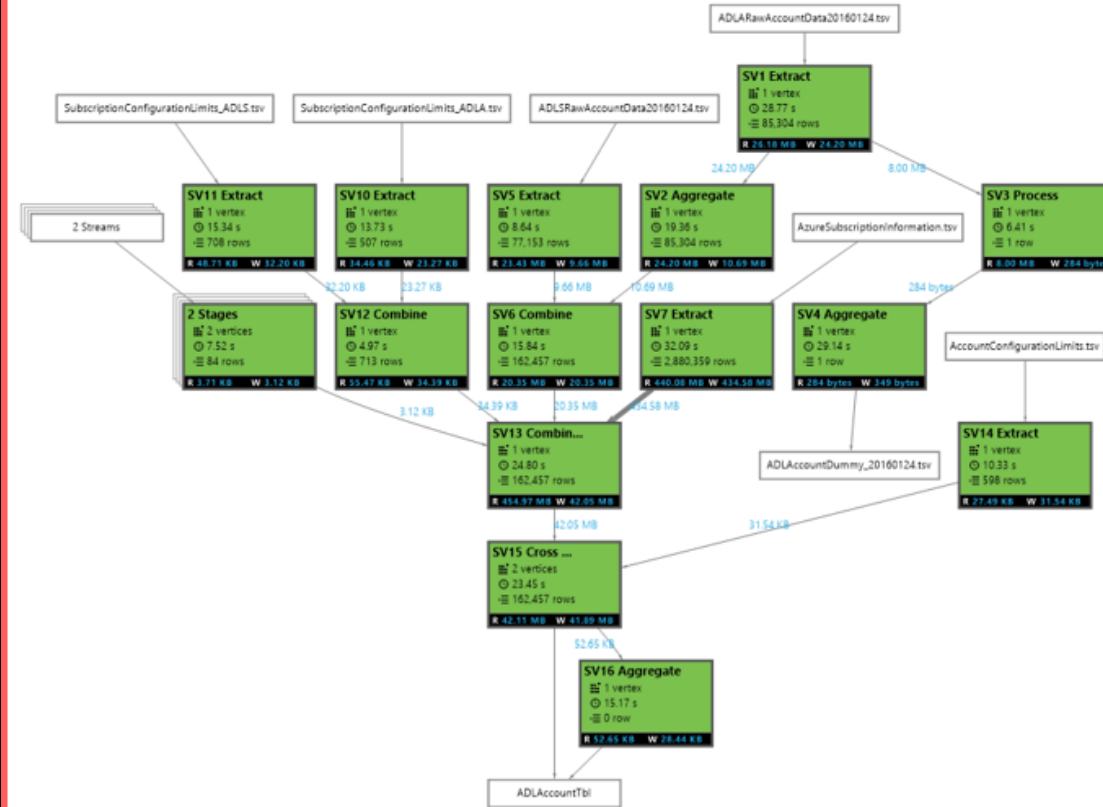 ADLARawAccountData20160124.tsv
SV1 Extract
1 vertex
28.77 s
85,304 rows
R 26.18 MB W 24.20 MB
SubscriptionConfigurationLimits_ADLS.tsv
SubscriptionConfigurationLimits_ADLA.tsv
ADLSRawAccountData20160124.tsv
24.20 MB
8.00 MB
SV11 Extract
1 vertex
15.34 s
708 rows
R 48.71 KB W 32.20 KB
SV10 Extract
1 vertex
13.73 s
507 rows
R 34.46 KB W 23.27 KB
SV5 Extract
1 vertex
8.64 s
77,153 rows
R 23.43 MB W 9.66 MB
SV2 Aggregate
1 vertex
19.36 s
85,304 rows
R 24.20 MB W 10.69 MB
SV3 Process
1 vertex
6.41 s
1 row
R 8.00 MB W 284 byte
2 Streams
AzureSubscriptionInformation.tsv
32.20 KB
23.27 KB
9.66 MB
10.69 MB
284 bytes
2 Stages
2 vertices
7.52 s
84 rows
R 3.71 KB W 3.12 KB
SV12 Combine
1 vertex
4.97 s
713 rows
R 55.47 KB W 34.39 KB
SV6 Combine
1 vertex
15.84 s
162,457 rows
R 20.35 MB W 20.35 MB
SV7 Extract
1 vertex
32.09 s
2,880,359 rows
R 440.08 MB W 434.58 MB
SV4 Aggregate
1 vertex
29.14 s
1 row
R 284 bytes W 349 bytes
AccountConfigurationLimits.tsv
3.12 KB
34.39 KB
20.35 MB
434.58 MB
SV13 Combin...
1 vertex
24.80 s
162,457 rows
R 454.97 MB W 42.05 MB
ADLAccountDummy_20160124.tsv
SV14 Extract
1 vertex
10.33 s
598 rows
R 27.49 KB W 31.54 KB
42.05 MB
31.54 KB
SV15 Cross ...
2 vertices
23.45 s
162,457 rows
R 42.11 MB W 41.89 MB
52.65 KB
SV16 Aggregate
1 vertex
15.17 s
0 row
R 52.65 KB W 28.44 KB
ADLAccountTbl